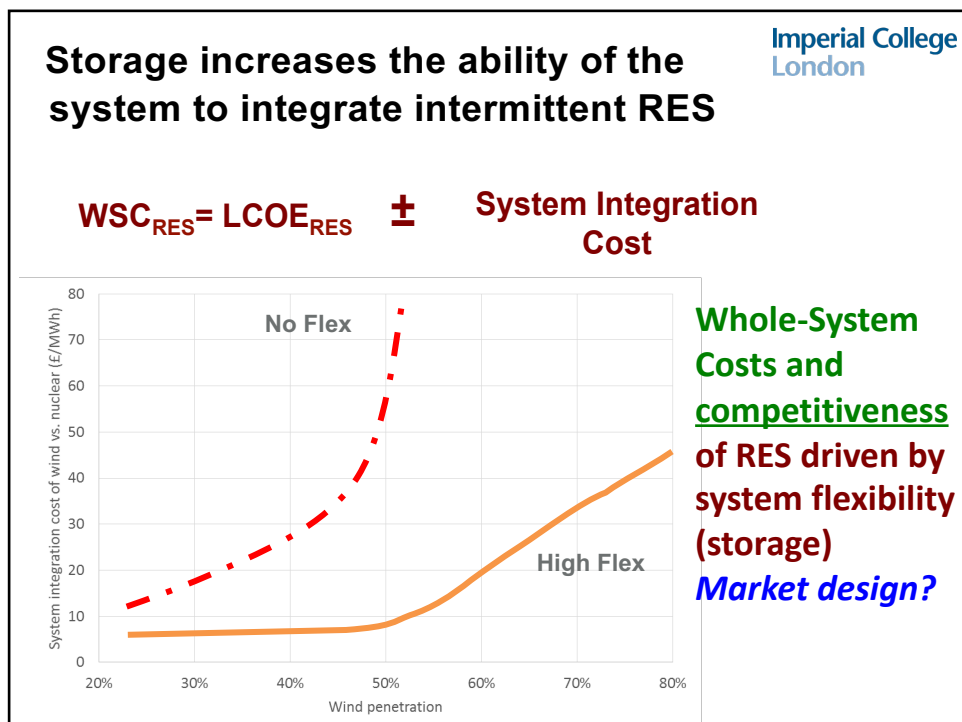 Storage increases the ability of the
system to integrate intermittent RES
Imperial College
London
WSCRES= LCOERES ± System Integration
Cost
System integration cost of wind vs. nuclear (£/MWh)
80
70
60
50
40
30
20
10
0
No Flex
High Flex
20% 30% 40% 50% 60% 70% 80%
Wind penetration
Whole-System
Costs and
competitiveness
of RES driven by
system flexibility
(storage)
Market design?